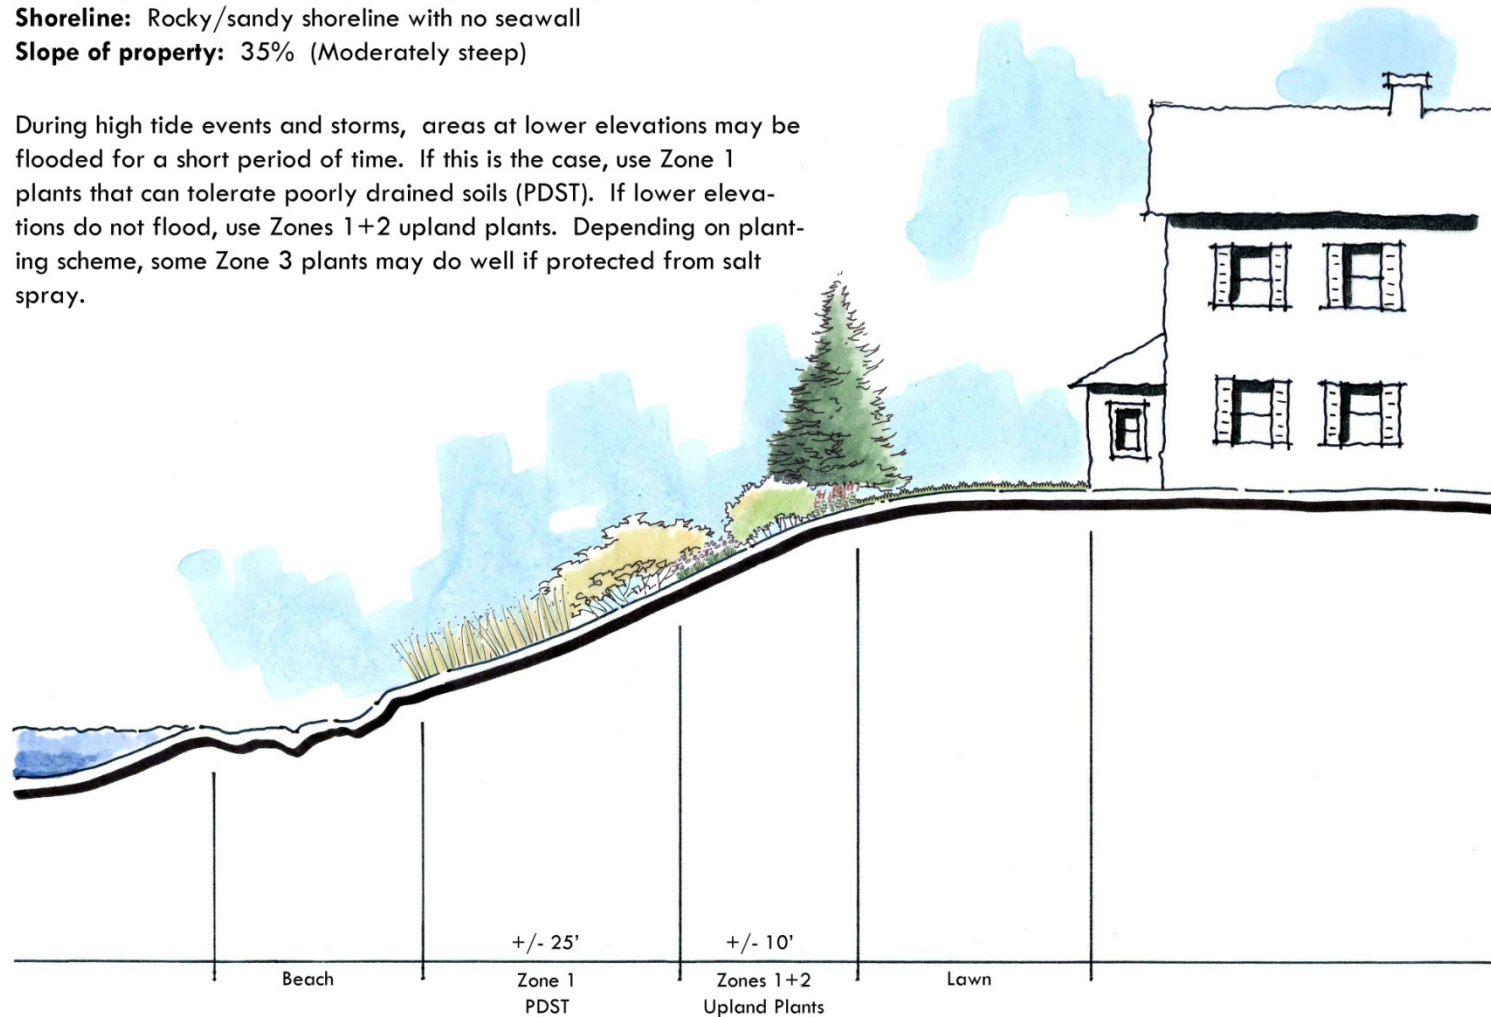 Shoreline: Rocky/sandy shoreline with no seawall
Slope of property: 35% (Moderately steep)
During high tide events and storms, areas at lower elevations may be
flooded for a short period of time. If this is the case, use Zone 1
plants that can tolerate poorly drained soils (PDST). If lower eleva-
tions do not flood, use Zones 1+2 upland plants. Depending on plant-
ing scheme, some Zone 3 plants may do well if protected from salt
spray.
+/- 25'
+/- 10'
Beach
Zone 1
PDST
Zones 1+2
Upland Plants
Lawn